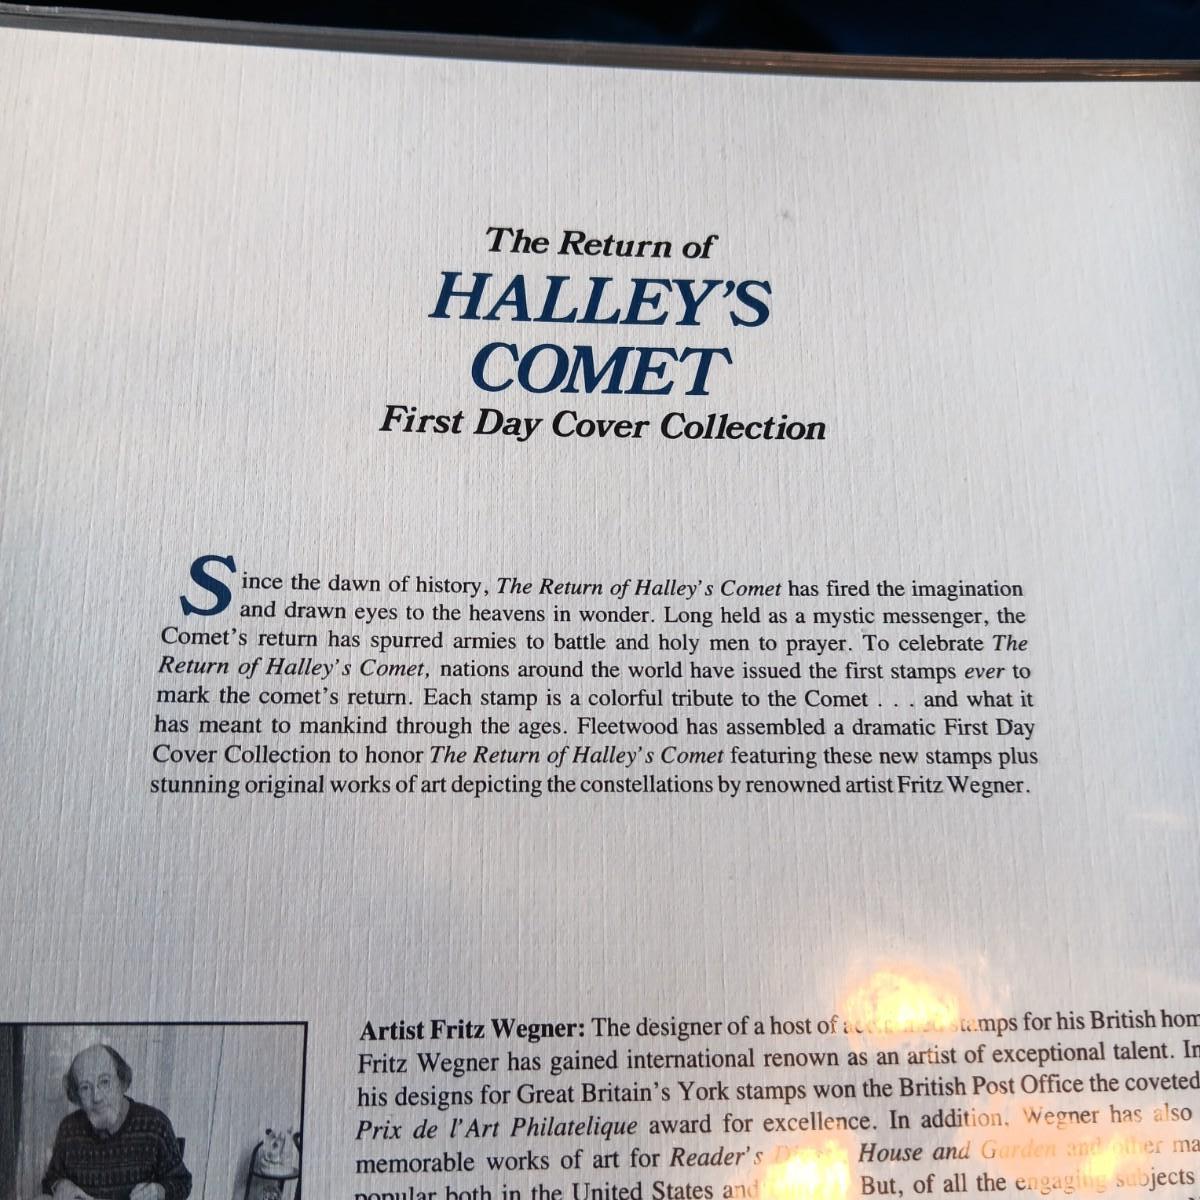 The Return of
HALLEY'S
COMET
First Day Cover Collection
Since the dawn of history, The Return of Halley's Comet has fired the imagination
and drawn eyes to the heavens in wonder. Long held as a mystic messenger, the
Comet's return has spurred armies to battle and holy men to prayer. To celebrate The
Return of Halley's Comet, nations around the world have issued the first stamps ever to
mark the comet's return. Each stamp is a colorful tribute to the Comet . . . and what it
has meant to mankind through the ages. Fleetwood has assembled a dramatic First Day
Cover Collection to honor The Return of Halley's Comet featuring these new stamps plus
stunning original works of art depicting the constellations by renowned artist Fritz Wegner.
Artist Fritz Wegner: The designer of a host of stamps for his British
Fritz Wegner has gained international renown as an artist of exceptional talent. In
his designs for Great Britain's York stamps won the British Post Office the coveted
Prix de l'Art Philatelique award for excellence. In addition, Wegner has also
memorable works of art for Reader's House and Garden and other
popular both in the United States and But, of all the engaging subjects